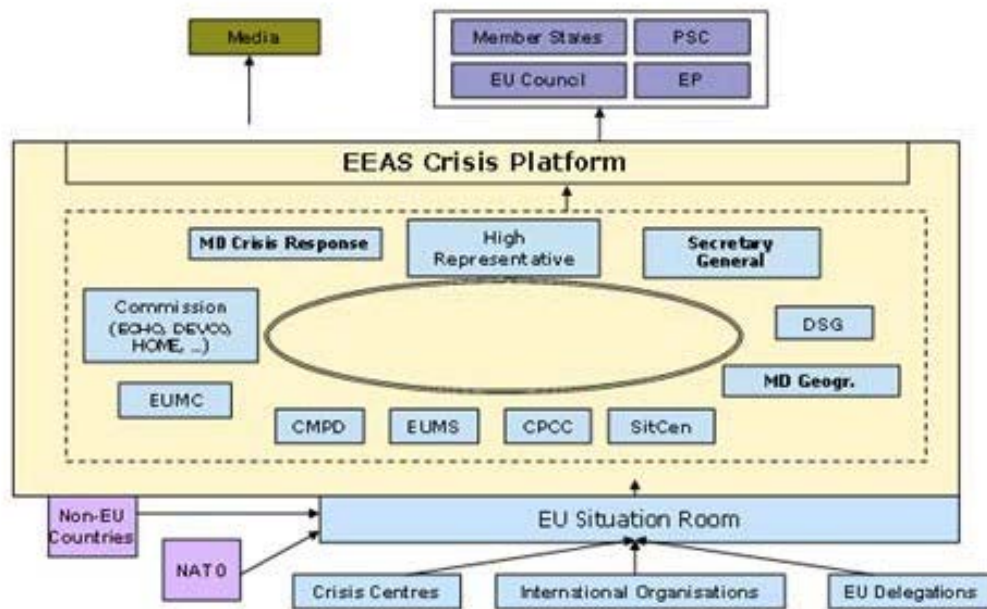 Media
Member States
PSC
EU Council
EP
EEAS Crisis Platform
MD Crisis Response
High
Representative
Secretary
General
Commission
(ECHO, DEVCO,
HOME, ...)
DSG
MD Geogr.
EUMC
CMPD
EUMS
CPCC
SitCen
Non-EU
Countries
EU Situation Room
NATO
Crisis Centres
International Organisations
EU Delegations